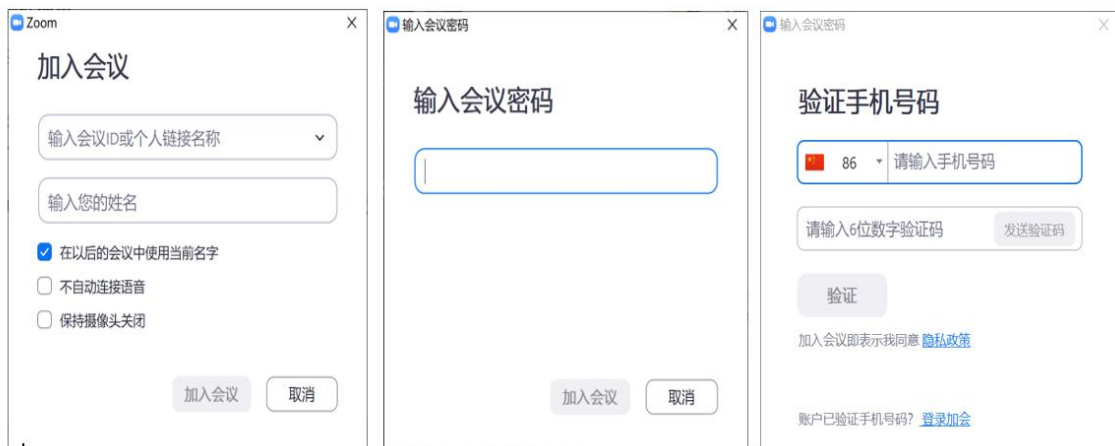 Zoom
加入会议
输入会议ID或个人链接名称
输入您的姓名
在以后的会议中使用当前名字
不自动连接语音
保持摄像头关闭
加入会议
取消
输入会议密码
输入会议密码
加入会议
取消
输入会议密码
验证手机号码
86 请输入手机号码
请输入6位数字验证码 发送验证码
验证
加入会议即表示我同意 隐私政策
账户已验证手机号码? 登录加会